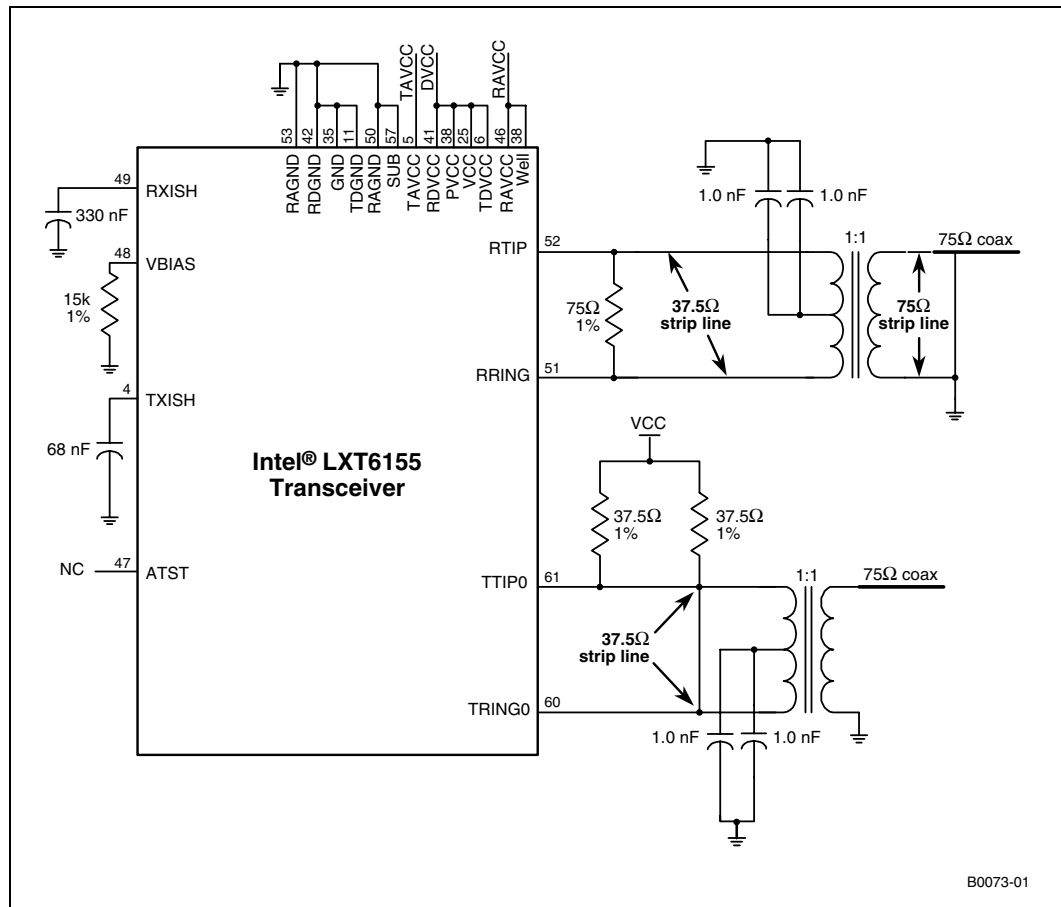 TAVCC
DVCC
RAVCC
53
42
35
11
50
57
5
41
38
25
6
46
38
RAGND
RDGND
GND
TDGND
RAGND
SUB
TAVCC
RDVCC
PVCC
VCC
TDVCC
RAVCC
Well
49
RXISH
330 nF
48
VBIAS
15k
1%
4
TXISH
68 nF
Intel® LXT6155
Transceiver
NC
47
ATST
RTIP
52
75Ω
1%
37.5Ω
strip line
RRING
51
1.0 nF
1.0 nF
1:1
75Ω coax
75Ω
strip line
VCC
37.5Ω
1%
37.5Ω
1%
TTIP0
61
1:1
75Ω coax
37.5Ω
strip line
TRING0
60
1.0 nF
1.0 nF
B0073-01